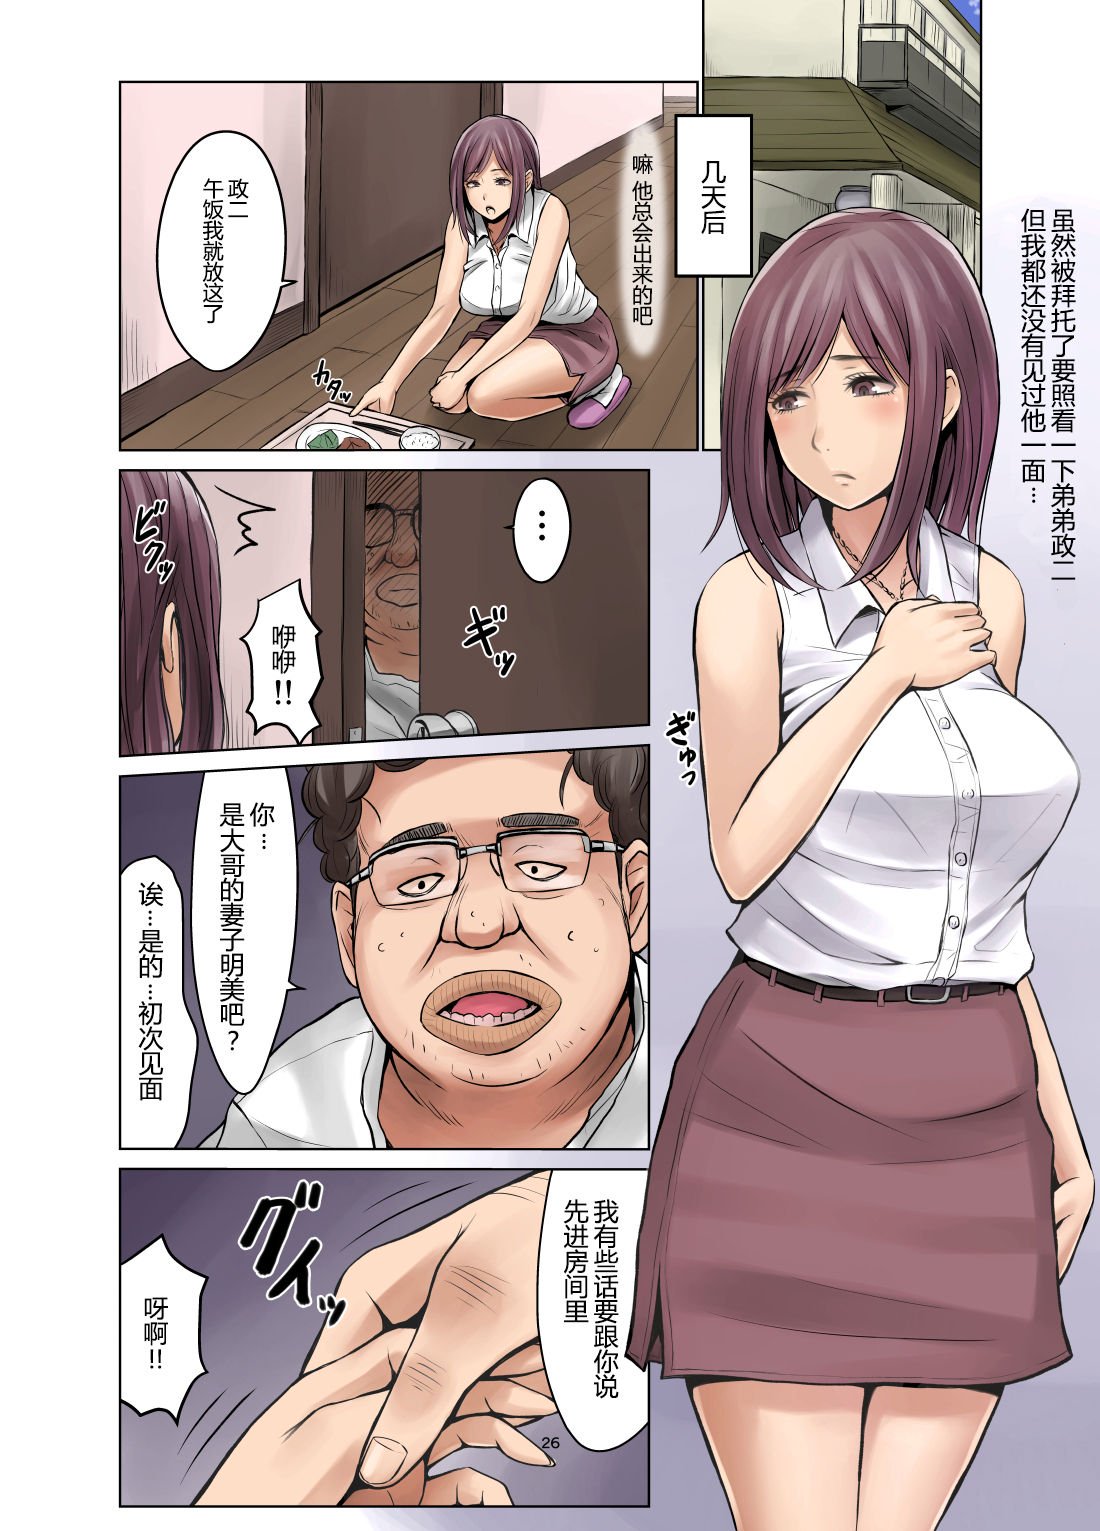 几天后
虽然被拜托了要照看一下弟弟政二
但我都还没有见过他一面…
ぎゅっ
嘛 他总会出来的吧
政二
午饭我就放这了
カタッ
…
ギッ
咿咿!!
ビクッ
你…
是大哥的妻子明美吧?
诶…是的…初次见面
我有些话要跟你说
先进房间里
グイッ
呀啊!!
26